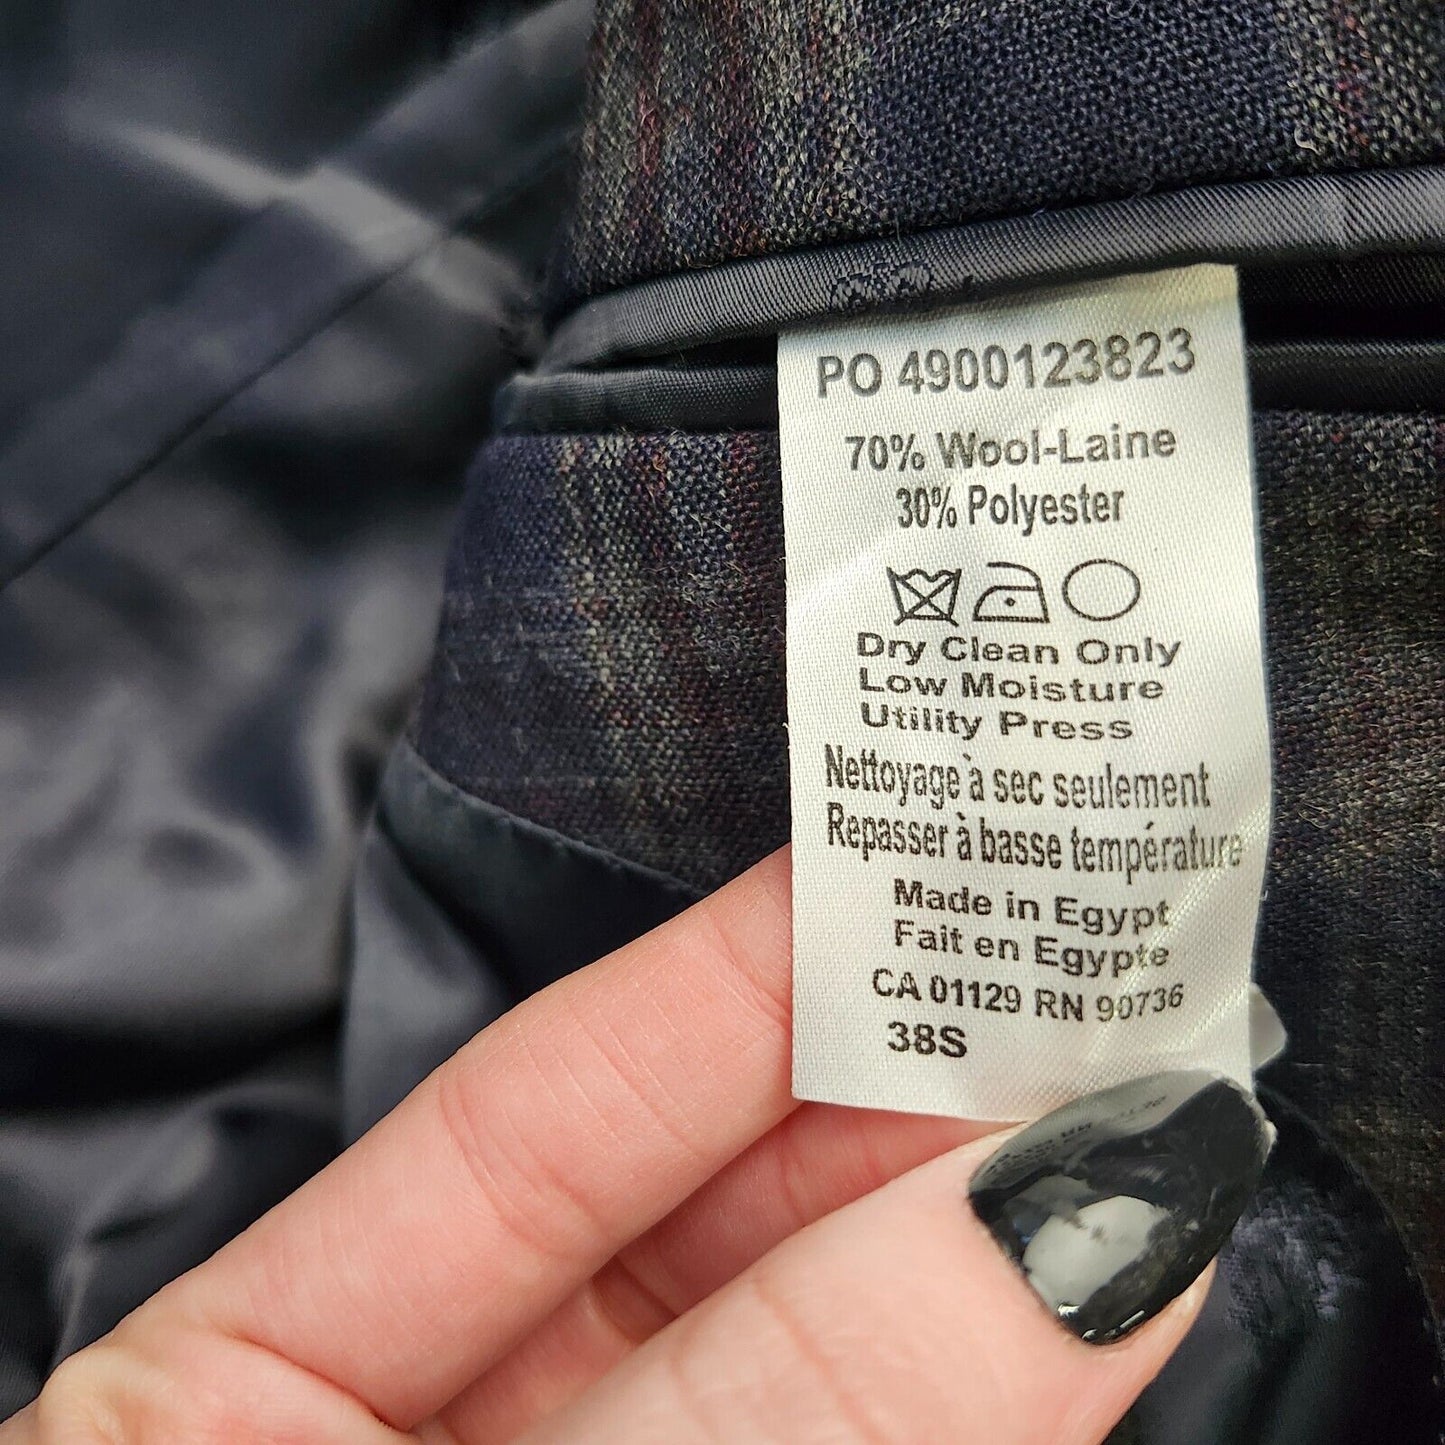 PO 4900123823
70% Wool-Laine
30% Polyester
Dry Clean Only
Low Moisture
Utility Press
Nettoyage à sec seulement
Repasser à basse température
Made in Egypt
Fait en Egypte
CA 01129 RN 90736
38S